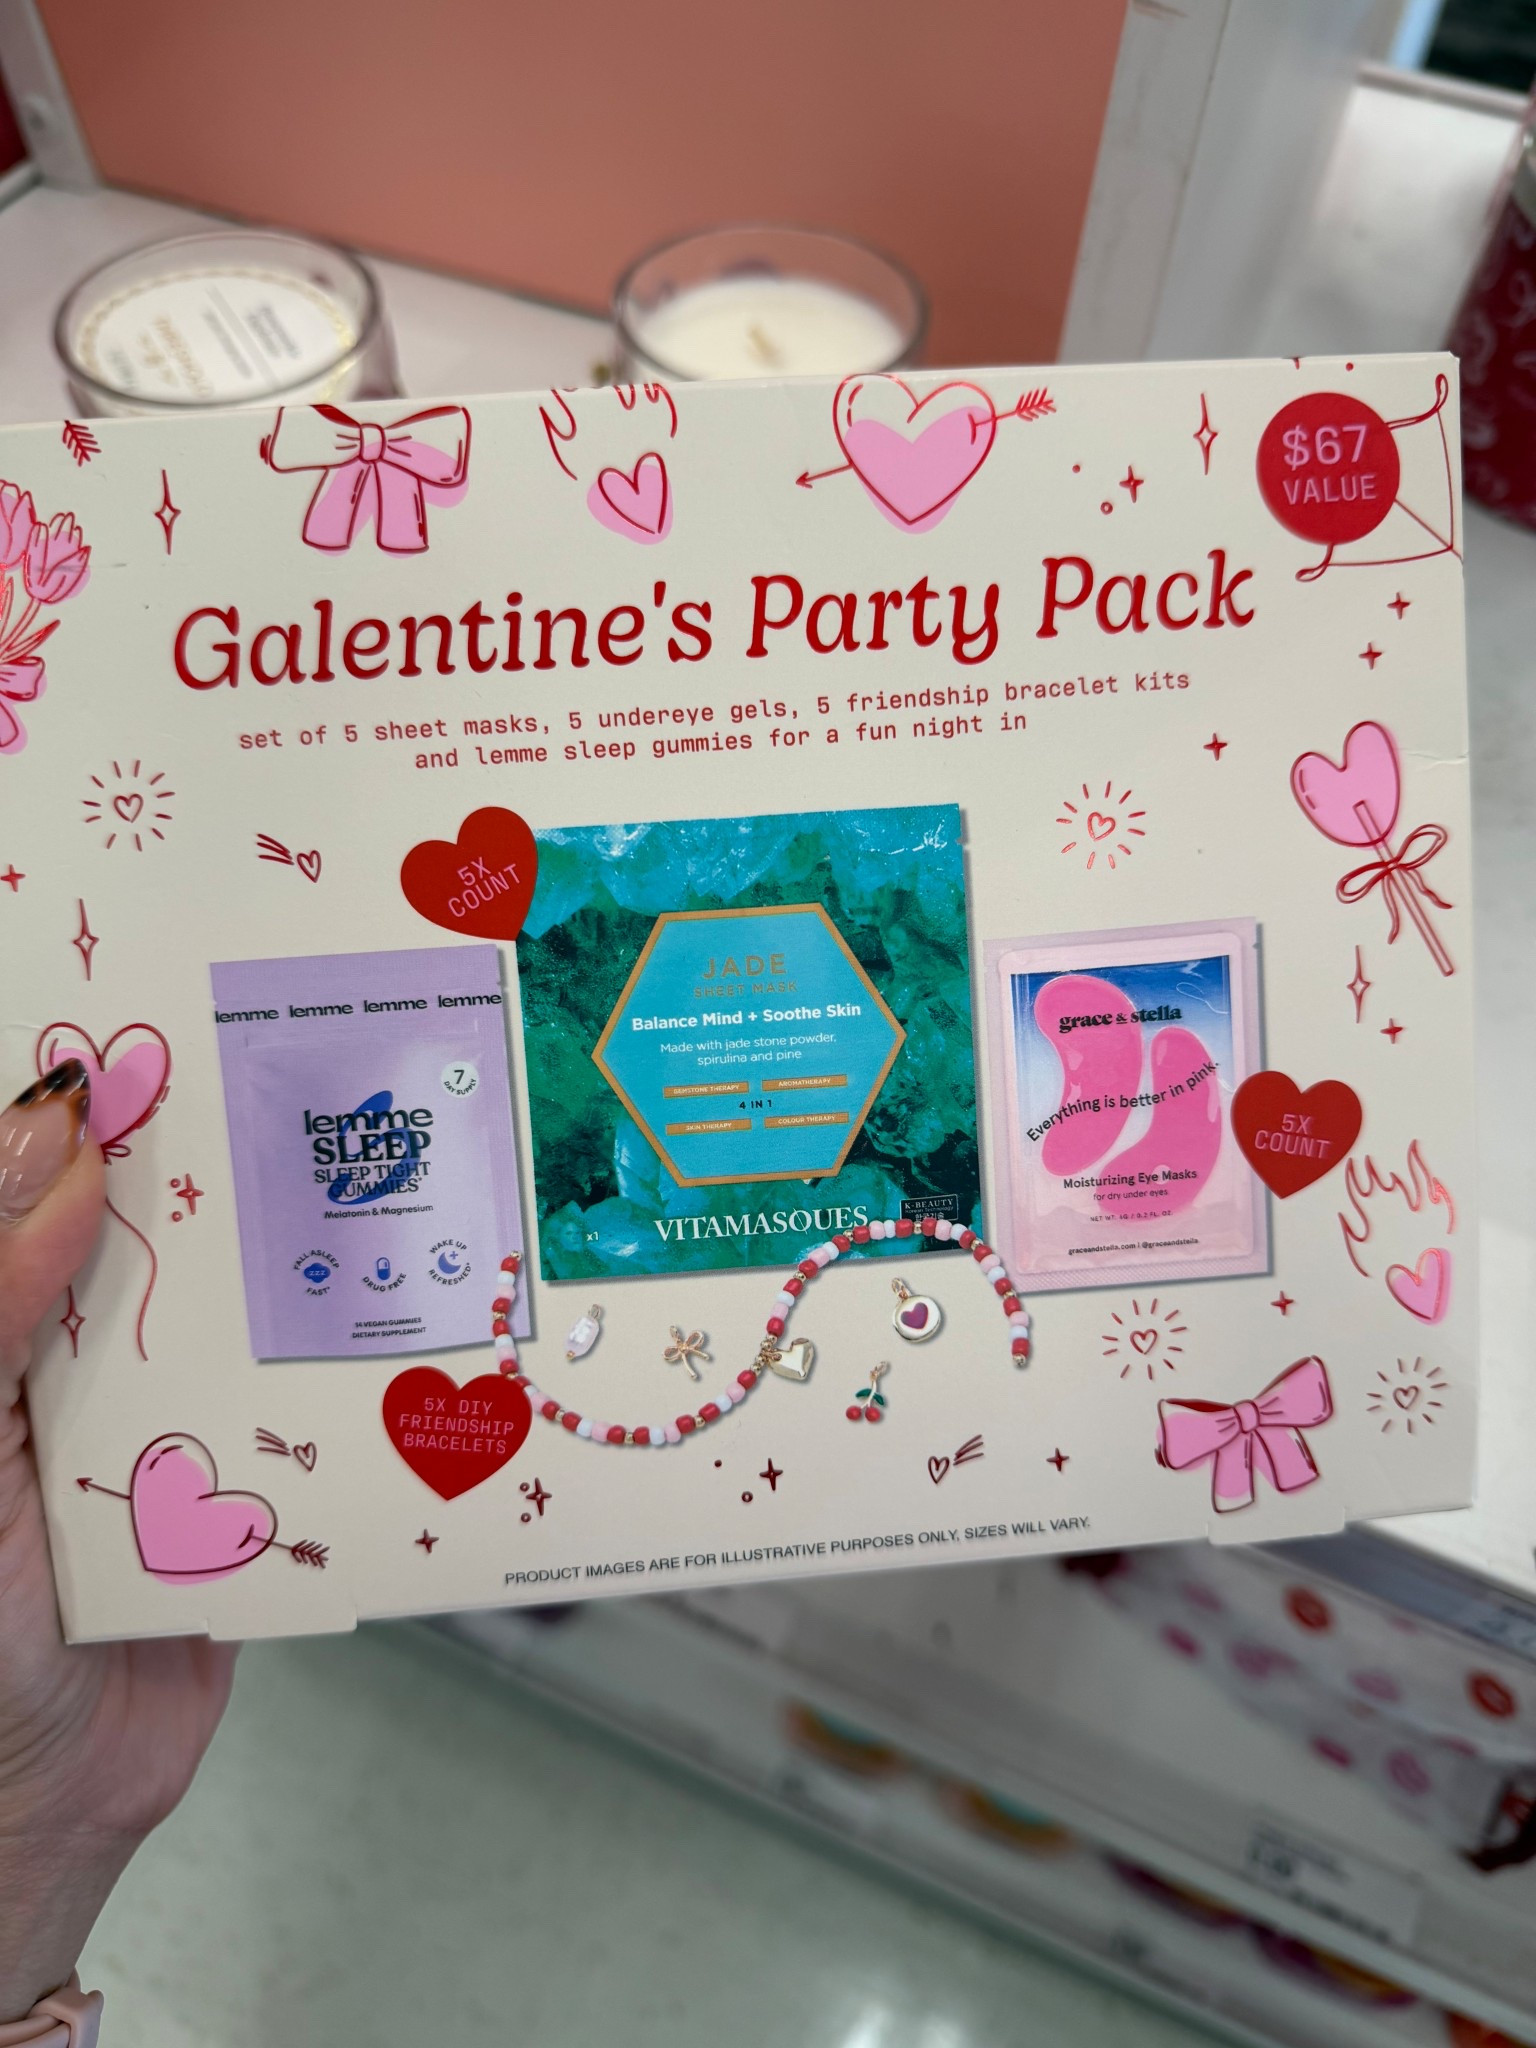 $67
VALUE
Galentine's Party Pack
set of 5 sheet masks, 5 undereye gels, 5 friendship bracelet kits
and lemme sleep gummies for a fun night in
5X
COUNT
lemme lemme lemme lemme
7
DAY SUPPLY
lemme
SLEEP
SLEEP TIGHT
GUMMIES*
Melatonin & Magnesium
FALL ASLEEP
FAST*
DRUG FREE
WAKE UP
REFRESHED*
14 VEGAN GUMMIES
DIETARY SUPPLEMENT
JADE
SHEET MASK
Balance Mind + Soothe Skin
Made with jade stone powder,
spirulina and pine
GEMSTONE THERAPY
AROMATHERAPY
4 IN 1
SKIN THERAPY
COLOUR THERAPY
x1
VITAMASQUES
K-BEAUTY
grace & stella
Everything is better in pink.
Moisturizing Eye Masks
for dry under eyes
graceandstella.com | @graceandstella
5X
COUNT
5X DIY
FRIENDSHIP
BRACELETS
PRODUCT IMAGES ARE FOR ILLUSTRATIVE PURPOSES ONLY. SIZES WILL VARY.